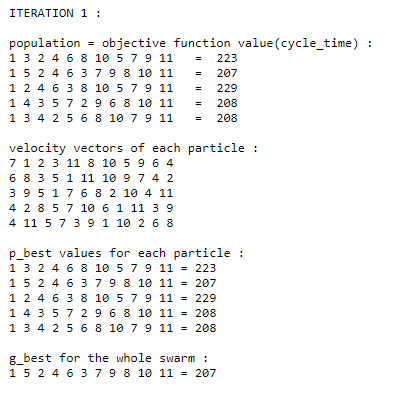 ITERATION 1 :
population = objective function value(cycle_time) :
1 3 2 4 6 8 10 5 7 9 11 = 223
1 5 2 4 6 3 7 9 8 10 11 = 207
1 2 4 6 3 8 10 5 7 9 11 = 229
1 4 3 5 7 2 9 6 8 10 11 = 208
1 3 4 2 5 6 8 10 7 9 11 = 208
velocity vectors of each particle :
7 1 2 3 11 8 10 5 9 6 4
6 8 3 5 1 11 10 9 7 4 2
3 9 5 1 7 6 8 2 10 4 11
4 2 8 5 7 10 6 1 11 3 9
4 11 5 7 3 9 1 10 2 6 8
p_best values for each particle :
1 3 2 4 6 8 10 5 7 9 11 = 223
1 5 2 4 6 3 7 9 8 10 11 = 207
1 2 4 6 3 8 10 5 7 9 11 = 229
1 4 3 5 7 2 9 6 8 10 11 = 208
1 3 4 2 5 6 8 10 7 9 11 = 208
g_best for the whole swarm :
1 5 2 4 6 3 7 9 8 10 11 = 207